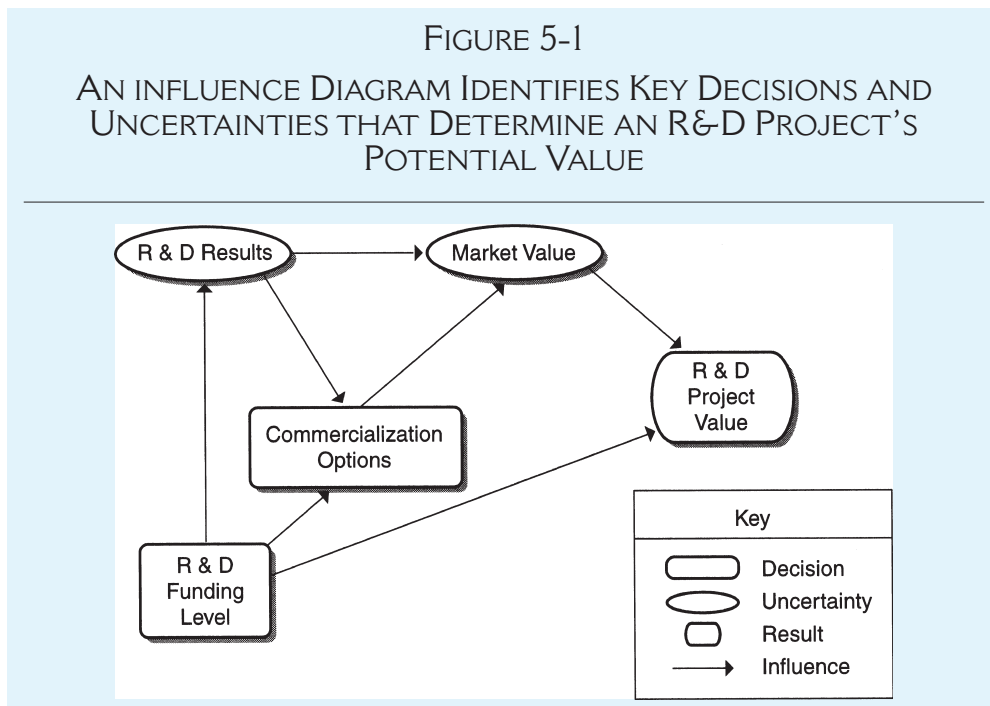 FIGURE 5-1
AN INFLUENCE DIAGRAM IDENTIFIES KEY DECISIONS AND
UNCERTAINTIES THAT DETERMINE AN R&D PROJECT'S
POTENTIAL VALUE
R & D Results
Market Value
R & D
Project
Value
Commercialization
Options
R & D
Funding
Level
Key
Decision
Uncertainty
Result
Influence